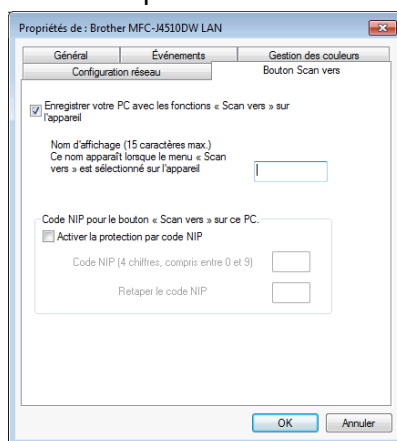 Propriétés de : Brother MFC-J4510DW LAN
Général Événements Gestion des couleurs
Configuration réseau Bouton Scan vers
Enregistrer votre PC avec les fonctions « Scan vers » sur
l'appareil
Nom d'affichage (15 caractères max.)
Ce nom apparaît lorsque le menu « Scan
vers » est sélectionné sur l'appareil
Code NIP pour le bouton « Scan vers » sur ce PC.
Activer la protection par code NIP
Code NIP (4 chiffres, compris entre 0 et 9)
Retaper le code NIP
OK Annuler